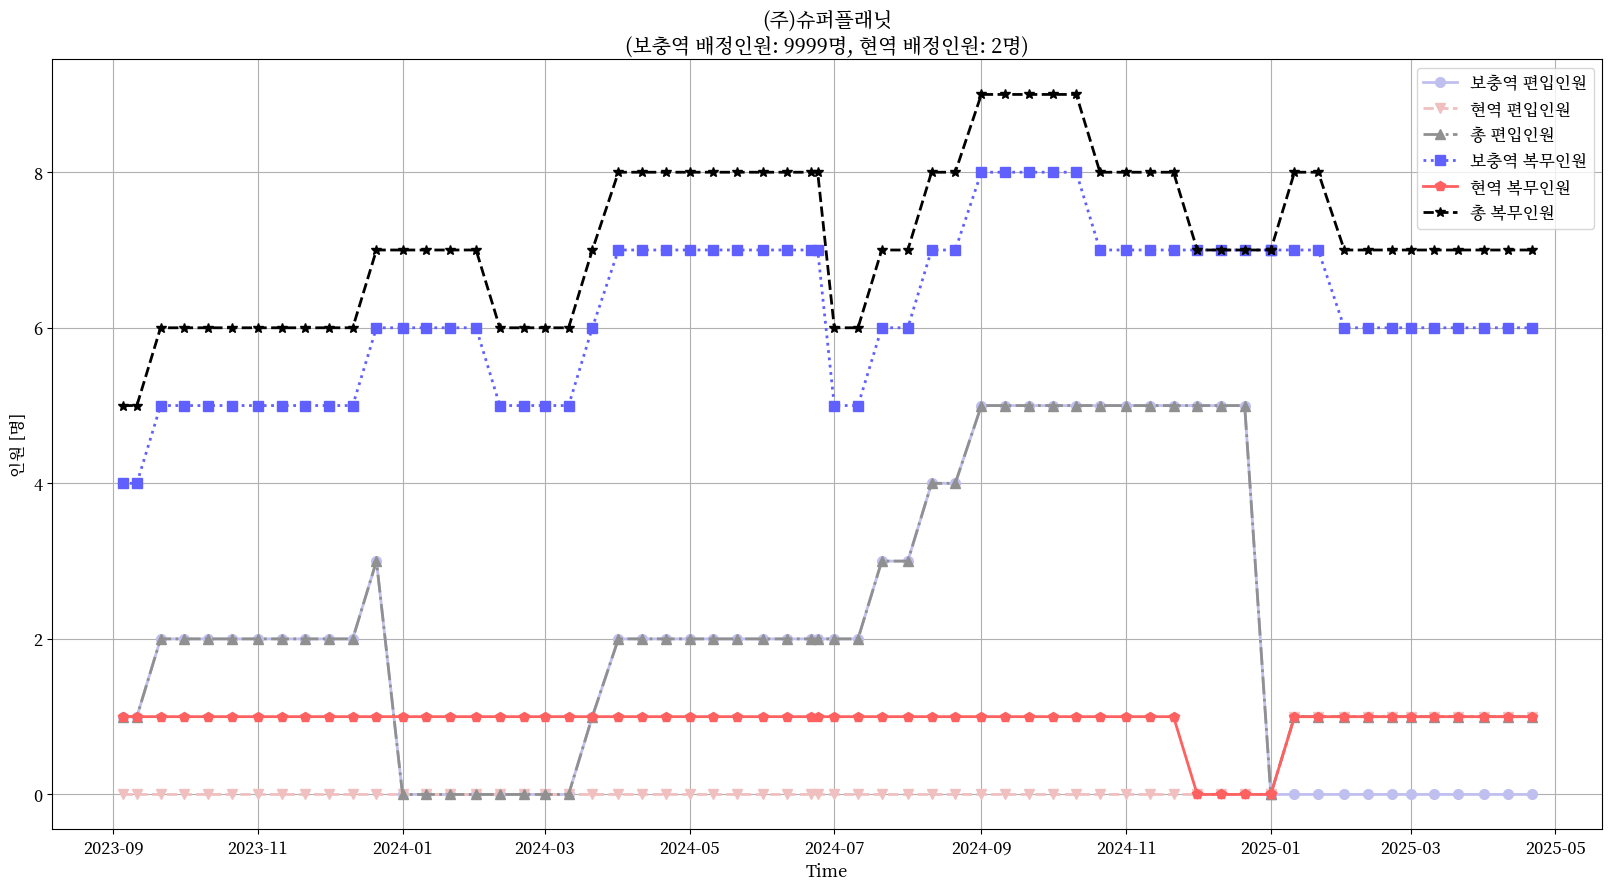 (주)슈퍼플래닛
(보충역 배정인원: 9999명, 현역 배정인원: 2명)
보충역 편입인원
현역 편입인원
총 편입인원
보충역 복무인원
현역 복무인원
총 복무인원
인원 [명]
8
6
4
2
0
2023-09 2023-11 2024-01 2024-03 2024-05 2024-07 2024-09 2024-11 2025-01 2025-03 2025-05
Time